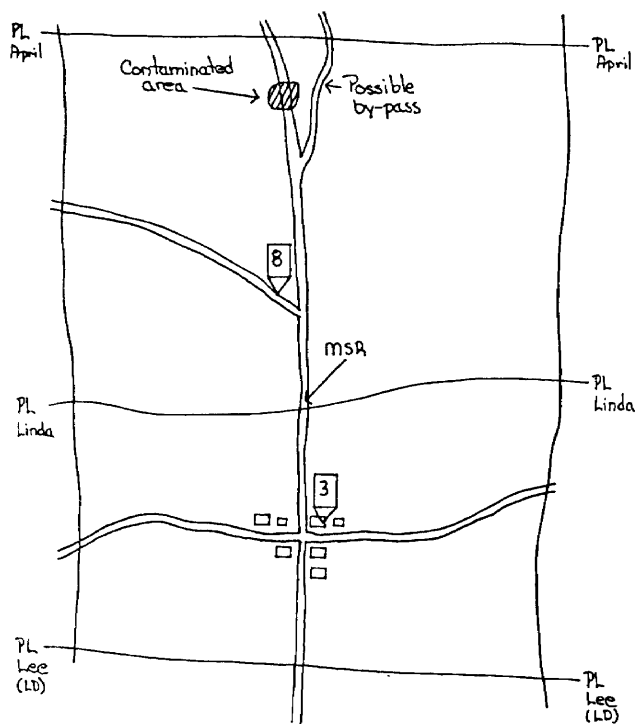 PL
April
PL
April
Contaminated
area
Possible
by-pass
8
MSR
PL
Linda
PL
Linda
3
PL
Lee
(LD)
PL
Lee
(LD)